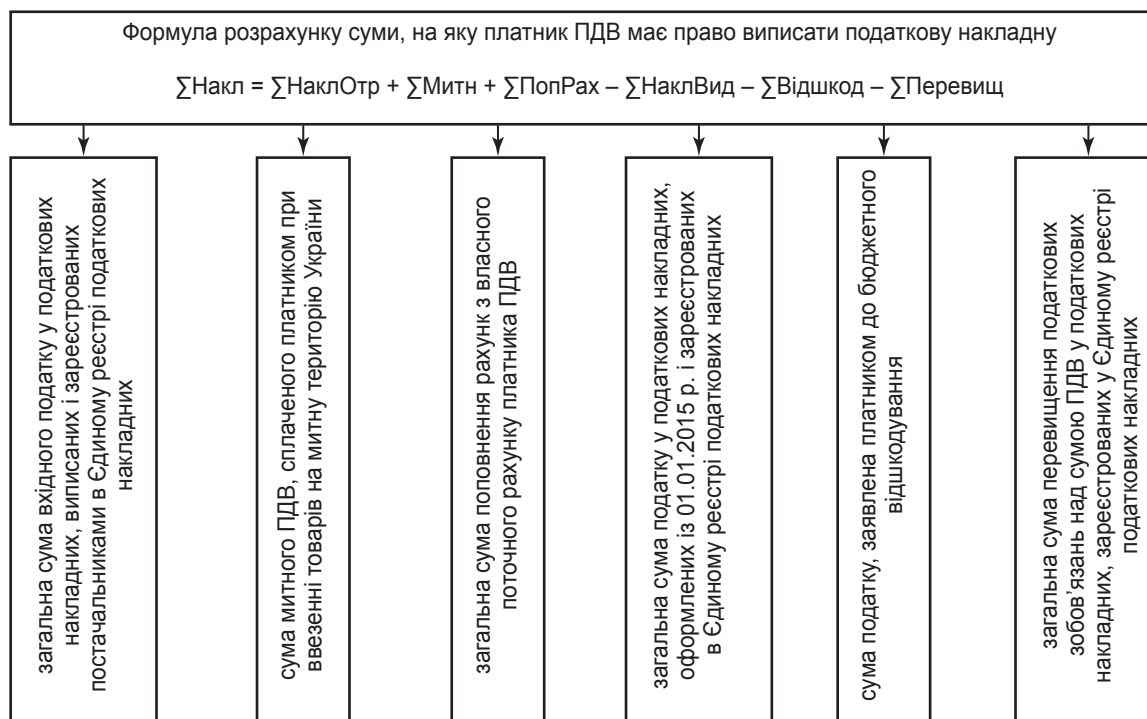 Формула розрахунку суми, на яку платник ПДВ має право виписати податкову накладну
∑Накл = ∑НаклОтр + ∑Митн + ∑ПопРах – ∑НаклВид – ∑Відшкод – ∑Перевищ
загальна сума вхідного податку у податкових
накладних, виписаних і зареєстрованих
постачальниками в Єдиному реєстрі податкових
накладних
сума митного ПДВ, сплаченого платником при
ввезенні товарів на митну територію України
загальна сума поповнення рахунк з власного
поточного рахунку платника ПДВ
загальна сума податку у податкових накладних,
оформлених із 01.01.2015 р. і зареєстрованих
в Єдиному реєстрі податкових накладних
сума податку, заявлена платником до бюджетного
відшкодування
загальна сума перевищення податкових
зобов’язань над сумою ПДВ у податкових
накладних, зареєстрованих у Єдиному реєстрі
податкових накладних